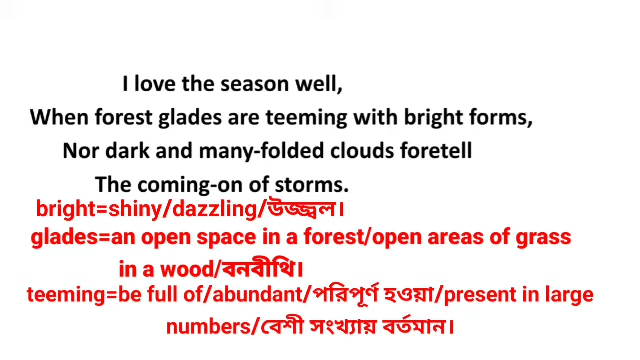 I love the season well,
When forest glades are teeming with bright forms,
Nor dark and many-folded clouds foretell
The coming-on of storms.
bright=shiny/dazzling/উজ্জ্বল।
glades=an open space in a forest/open areas of grass
in a wood/বনবীথি।
teeming=be full of/abundant/পরিপূর্ণ হওয়া/present in large
numbers/বেশী সংখ্যায় বর্তমান।